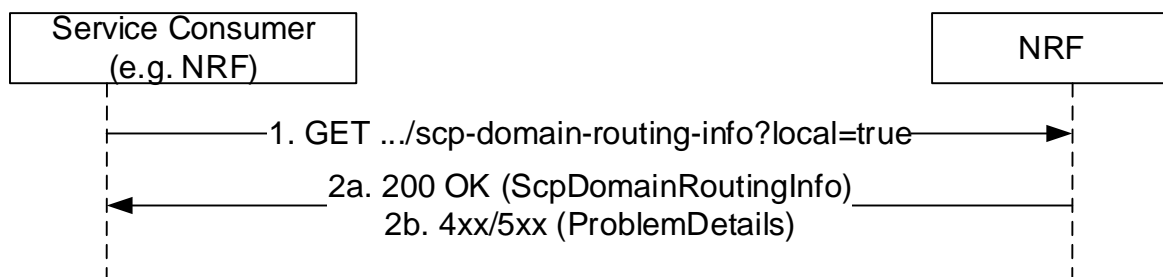 Service Consumer
(e.g. NRF)
NRF
1. GET .../scp-domain-routing-info?local=true
2a. 200 OK (ScpDomainRoutingInfo)
2b. 4xx/5xx (ProblemDetails)